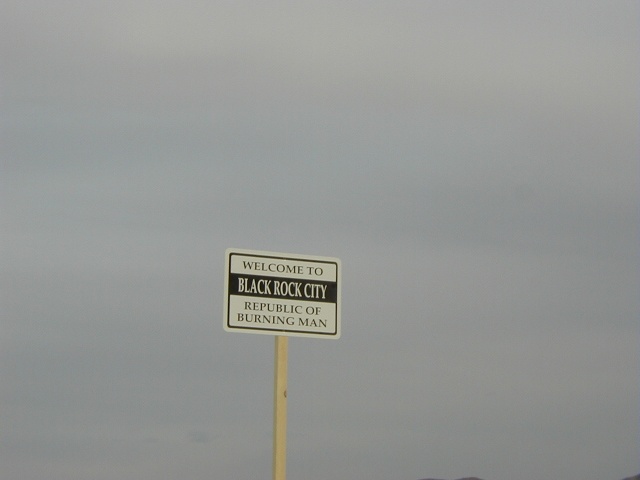 WELCOME TO
BLACK ROCK CITY
REPUBLIC OF
BURNING MAN